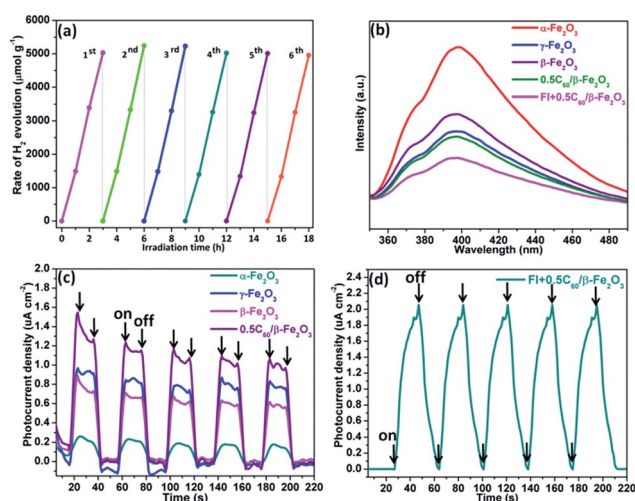 (a)
1st 2nd 3rd 4th 5th 6th
Rate of H2 evolution (μmol g-1)
6000
5000
4000
3000
2000
1000
0
0 2 4 6 8 10 12 14 16 18
Irradiation time (h)
(b)
α-Fe2O3
γ-Fe2O3
β-Fe2O3
0.5C60/β-Fe2O3
Fl+0.5C60/β-Fe2O3
Intensity (a.u.)
360 380 400 420 440 460 480
Wavelength (nm)
(c)
α-Fe2O3
γ-Fe2O3
β-Fe2O3
0.5C60/β-Fe2O3
on off
Photocurrent density (uA cm-2)
2.0
1.8
1.6
1.4
1.2
1.0
0.8
0.6
0.4
0.2
0.0
20 40 60 80 100 120 140 160 180 200 220
Time (s)
(d)
Fl+0.5C60/β-Fe2O3
off
on
Photocurrent density (uA cm-2)
2.4
2.2
2.0
1.8
1.6
1.4
1.2
1.0
0.8
0.6
0.4
0.2
0.0
0 20 40 60 80 100 120 140 160 180 200 220
Time (s)